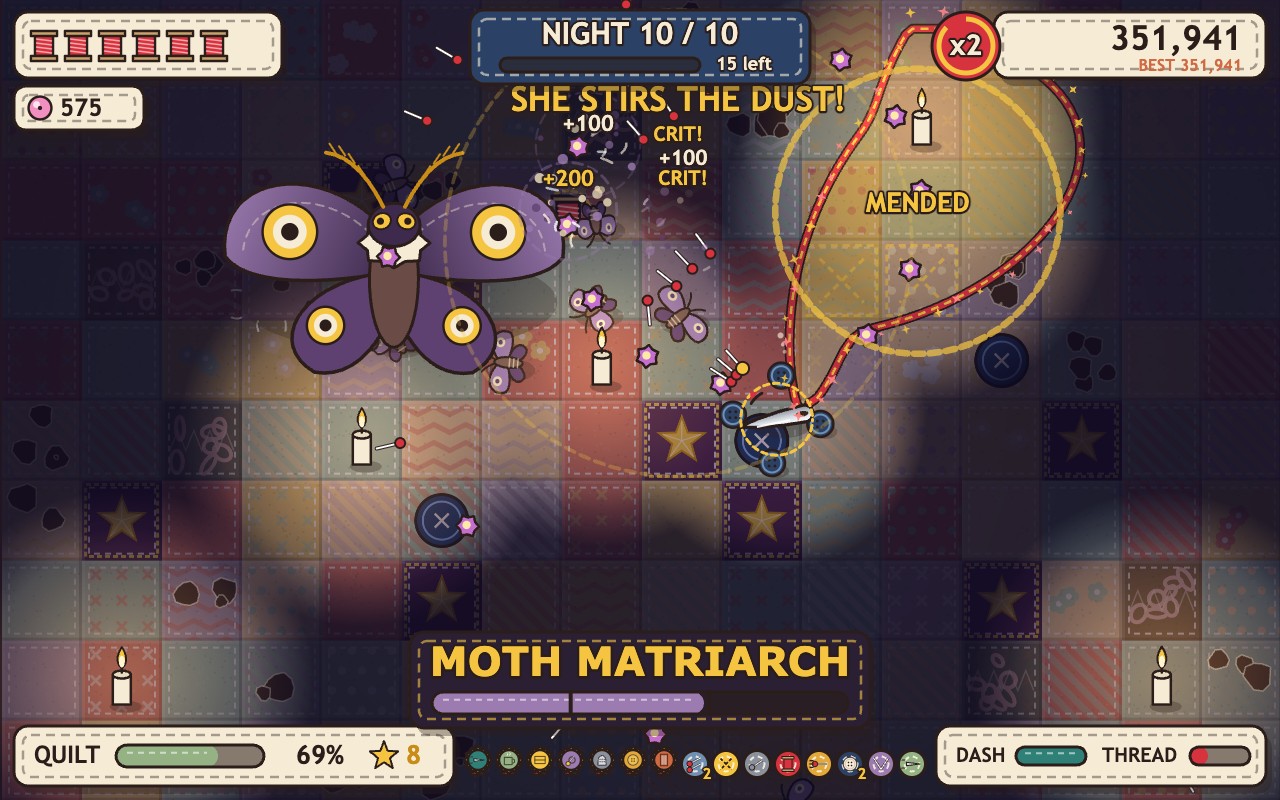 NIGHT 10 / 10
15 left
x2
351,941
BEST 351,941
575
SHE STIRS THE DUST!
+100
CRIT!
+100
+200
CRIT!
MENDED
MOTH MATRIARCH
QUILT
69%
8
2
2
DASH
THREAD